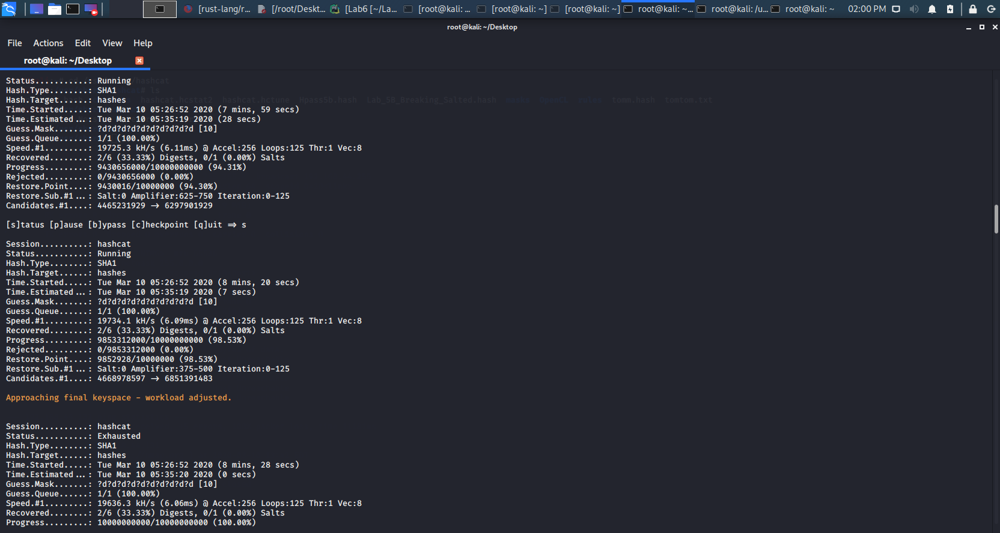 [rust-lang/r...
[/root/Deskt...
[Lab6 [~/La...
[root@kali: ...
[root@kali: ~]
[root@kali: ~]
root@kali: ~...
root@kali: /u...
root@kali: ~
02:00 PM
root@kali: ~/Desktop
File Actions Edit View Help
root@kali: ~/Desktop
Status...........: Running
Hash.Type........: SHA1
Hash.Target......: hashes
hashcat.hcstat2 hashcat.hctune Hpass5b.hash Lab_5B_Breaking_Salted.hash masks OpenCL rules tomm.hash tomtom.txt
Time.Started.....: Tue Mar 10 05:26:52 2020 (7 mins, 59 secs)
Time.Estimated...: Tue Mar 10 05:35:19 2020 (28 secs)
Guess.Mask.......: ?d?d?d?d?d?d?d?d?d?d [10]
Guess.Queue......: 1/1 (100.00%)
Speed.#1.........: 19725.3 kH/s (6.11ms) @ Accel:256 Loops:125 Thr:1 Vec:8
Recovered........: 2/6 (33.33%) Digests, 0/1 (0.00%) Salts
Progress.........: 9430656000/10000000000 (94.31%)
Rejected.........: 0/9430656000 (0.00%)
Restore.Point....: 9430016/10000000 (94.30%)
Restore.Sub.#1...: Salt:0 Amplifier:625-750 Iteration:0-125
Candidates.#1....: 4465231929 -> 6297901929
[s]tatus [p]ause [b]ypass [c]heckpoint [q]uit => s
Session..........: hashcat
Status...........: Running
Hash.Type........: SHA1
Hash.Target......: hashes
Time.Started.....: Tue Mar 10 05:26:52 2020 (8 mins, 20 secs)
Time.Estimated...: Tue Mar 10 05:35:19 2020 (7 secs)
Guess.Mask.......: ?d?d?d?d?d?d?d?d?d?d [10]
Guess.Queue......: 1/1 (100.00%)
Speed.#1.........: 19734.1 kH/s (6.09ms) @ Accel:256 Loops:125 Thr:1 Vec:8
Recovered........: 2/6 (33.33%) Digests, 0/1 (0.00%) Salts
Progress.........: 9853312000/10000000000 (98.53%)
Rejected.........: 0/9853312000 (0.00%)
Restore.Point....: 9852928/10000000 (98.53%)
Restore.Sub.#1...: Salt:0 Amplifier:375-500 Iteration:0-125
Candidates.#1....: 4668978597 -> 6851391483
Approaching final keyspace - workload adjusted.
Session..........: hashcat
Status...........: Exhausted
Hash.Type........: SHA1
Hash.Target......: hashes
Time.Started.....: Tue Mar 10 05:26:52 2020 (8 mins, 28 secs)
Time.Estimated...: Tue Mar 10 05:35:20 2020 (0 secs)
Guess.Mask.......: ?d?d?d?d?d?d?d?d?d?d [10]
Guess.Queue......: 1/1 (100.00%)
Speed.#1.........: 19636.3 kH/s (6.06ms) @ Accel:256 Loops:125 Thr:1 Vec:8
Recovered........: 2/6 (33.33%) Digests, 0/1 (0.00%) Salts
Progress.........: 10000000000/10000000000 (100.00%)